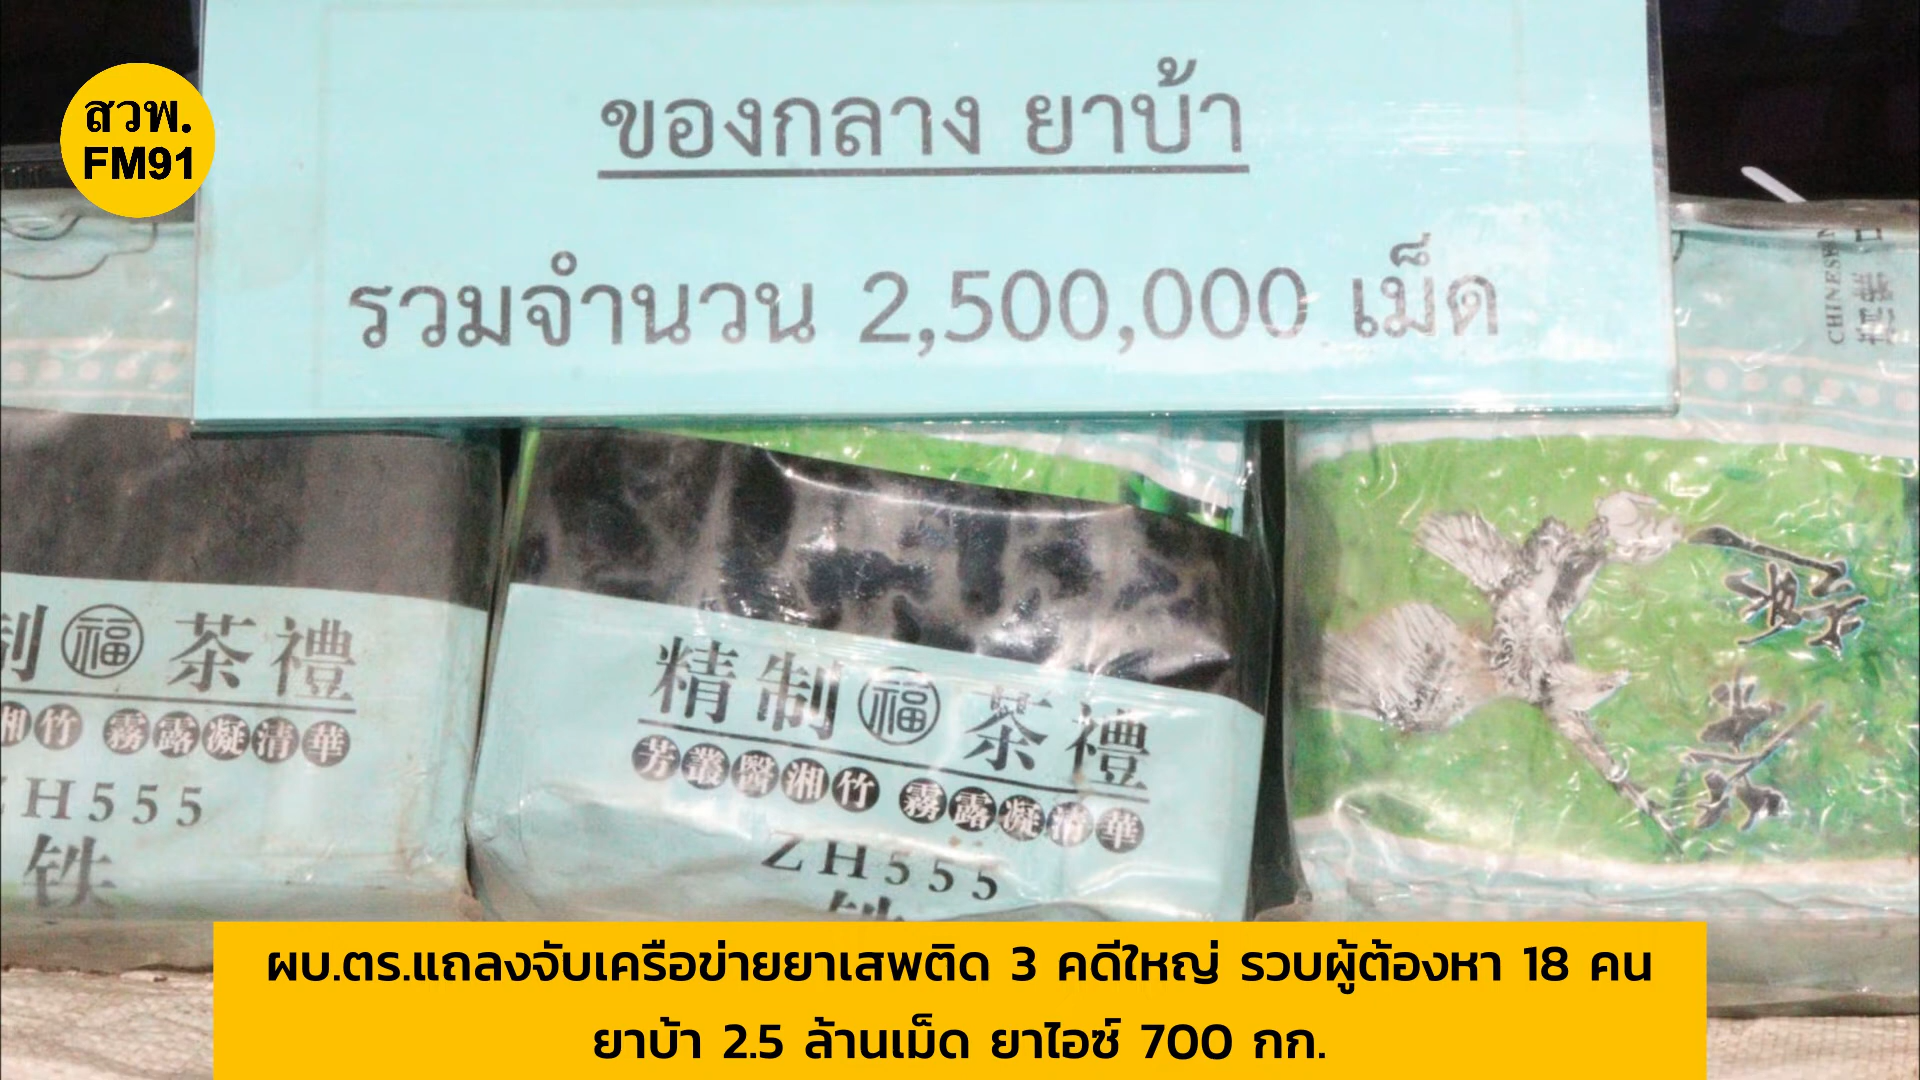 สวพ.
FM91
ของกลาง ยาบ้า
รวมจำนวน 2,500,000 เม็ด
CHINESE
制 福 茶 禮
湘竹 霧露凝清華
H555
铁
精制 福 茶禮
芳叢醫湘竹 霧露凝清華
ZH555
茶
ผบ.ตร.แถลงจับเครือข่ายยาเสพติด 3 คดีใหญ่ รวบผู้ต้องหา 18 คน
ยาบ้า 2.5 ล้านเม็ด ยาไอซ์ 700 กก.